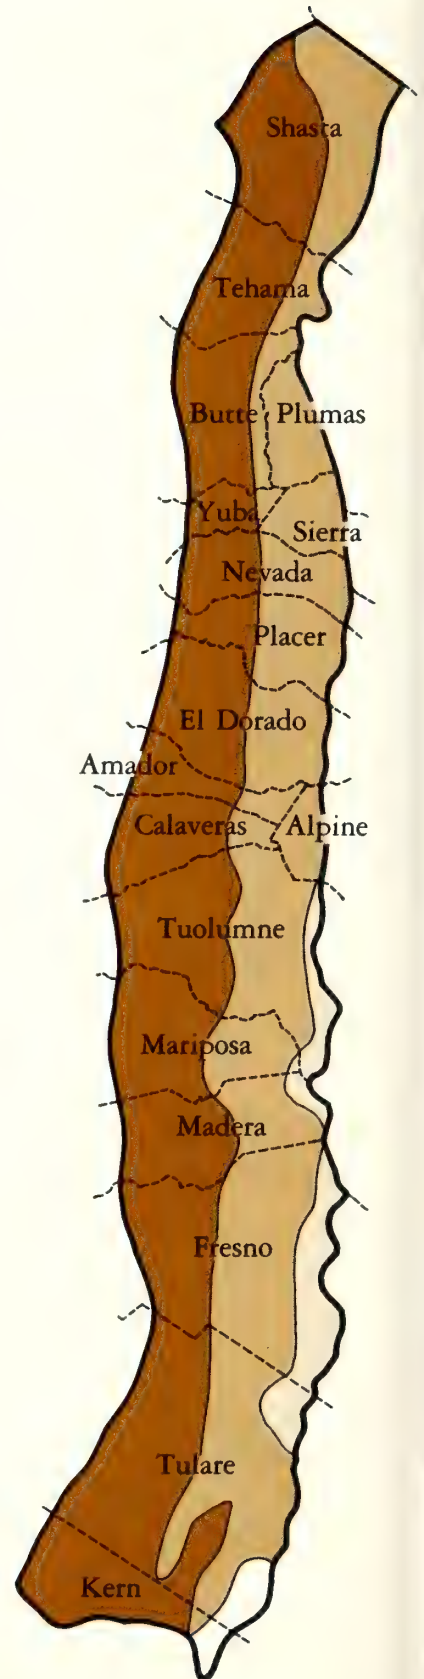 Shasta
Tehama
Butte Plumas
Yuba
Sierra
Nevada
Placer
El Dorado
Amador
Calaveras Alpine
Tuolumne
Mariposa
Madera
Fresno
Tulare
Kern